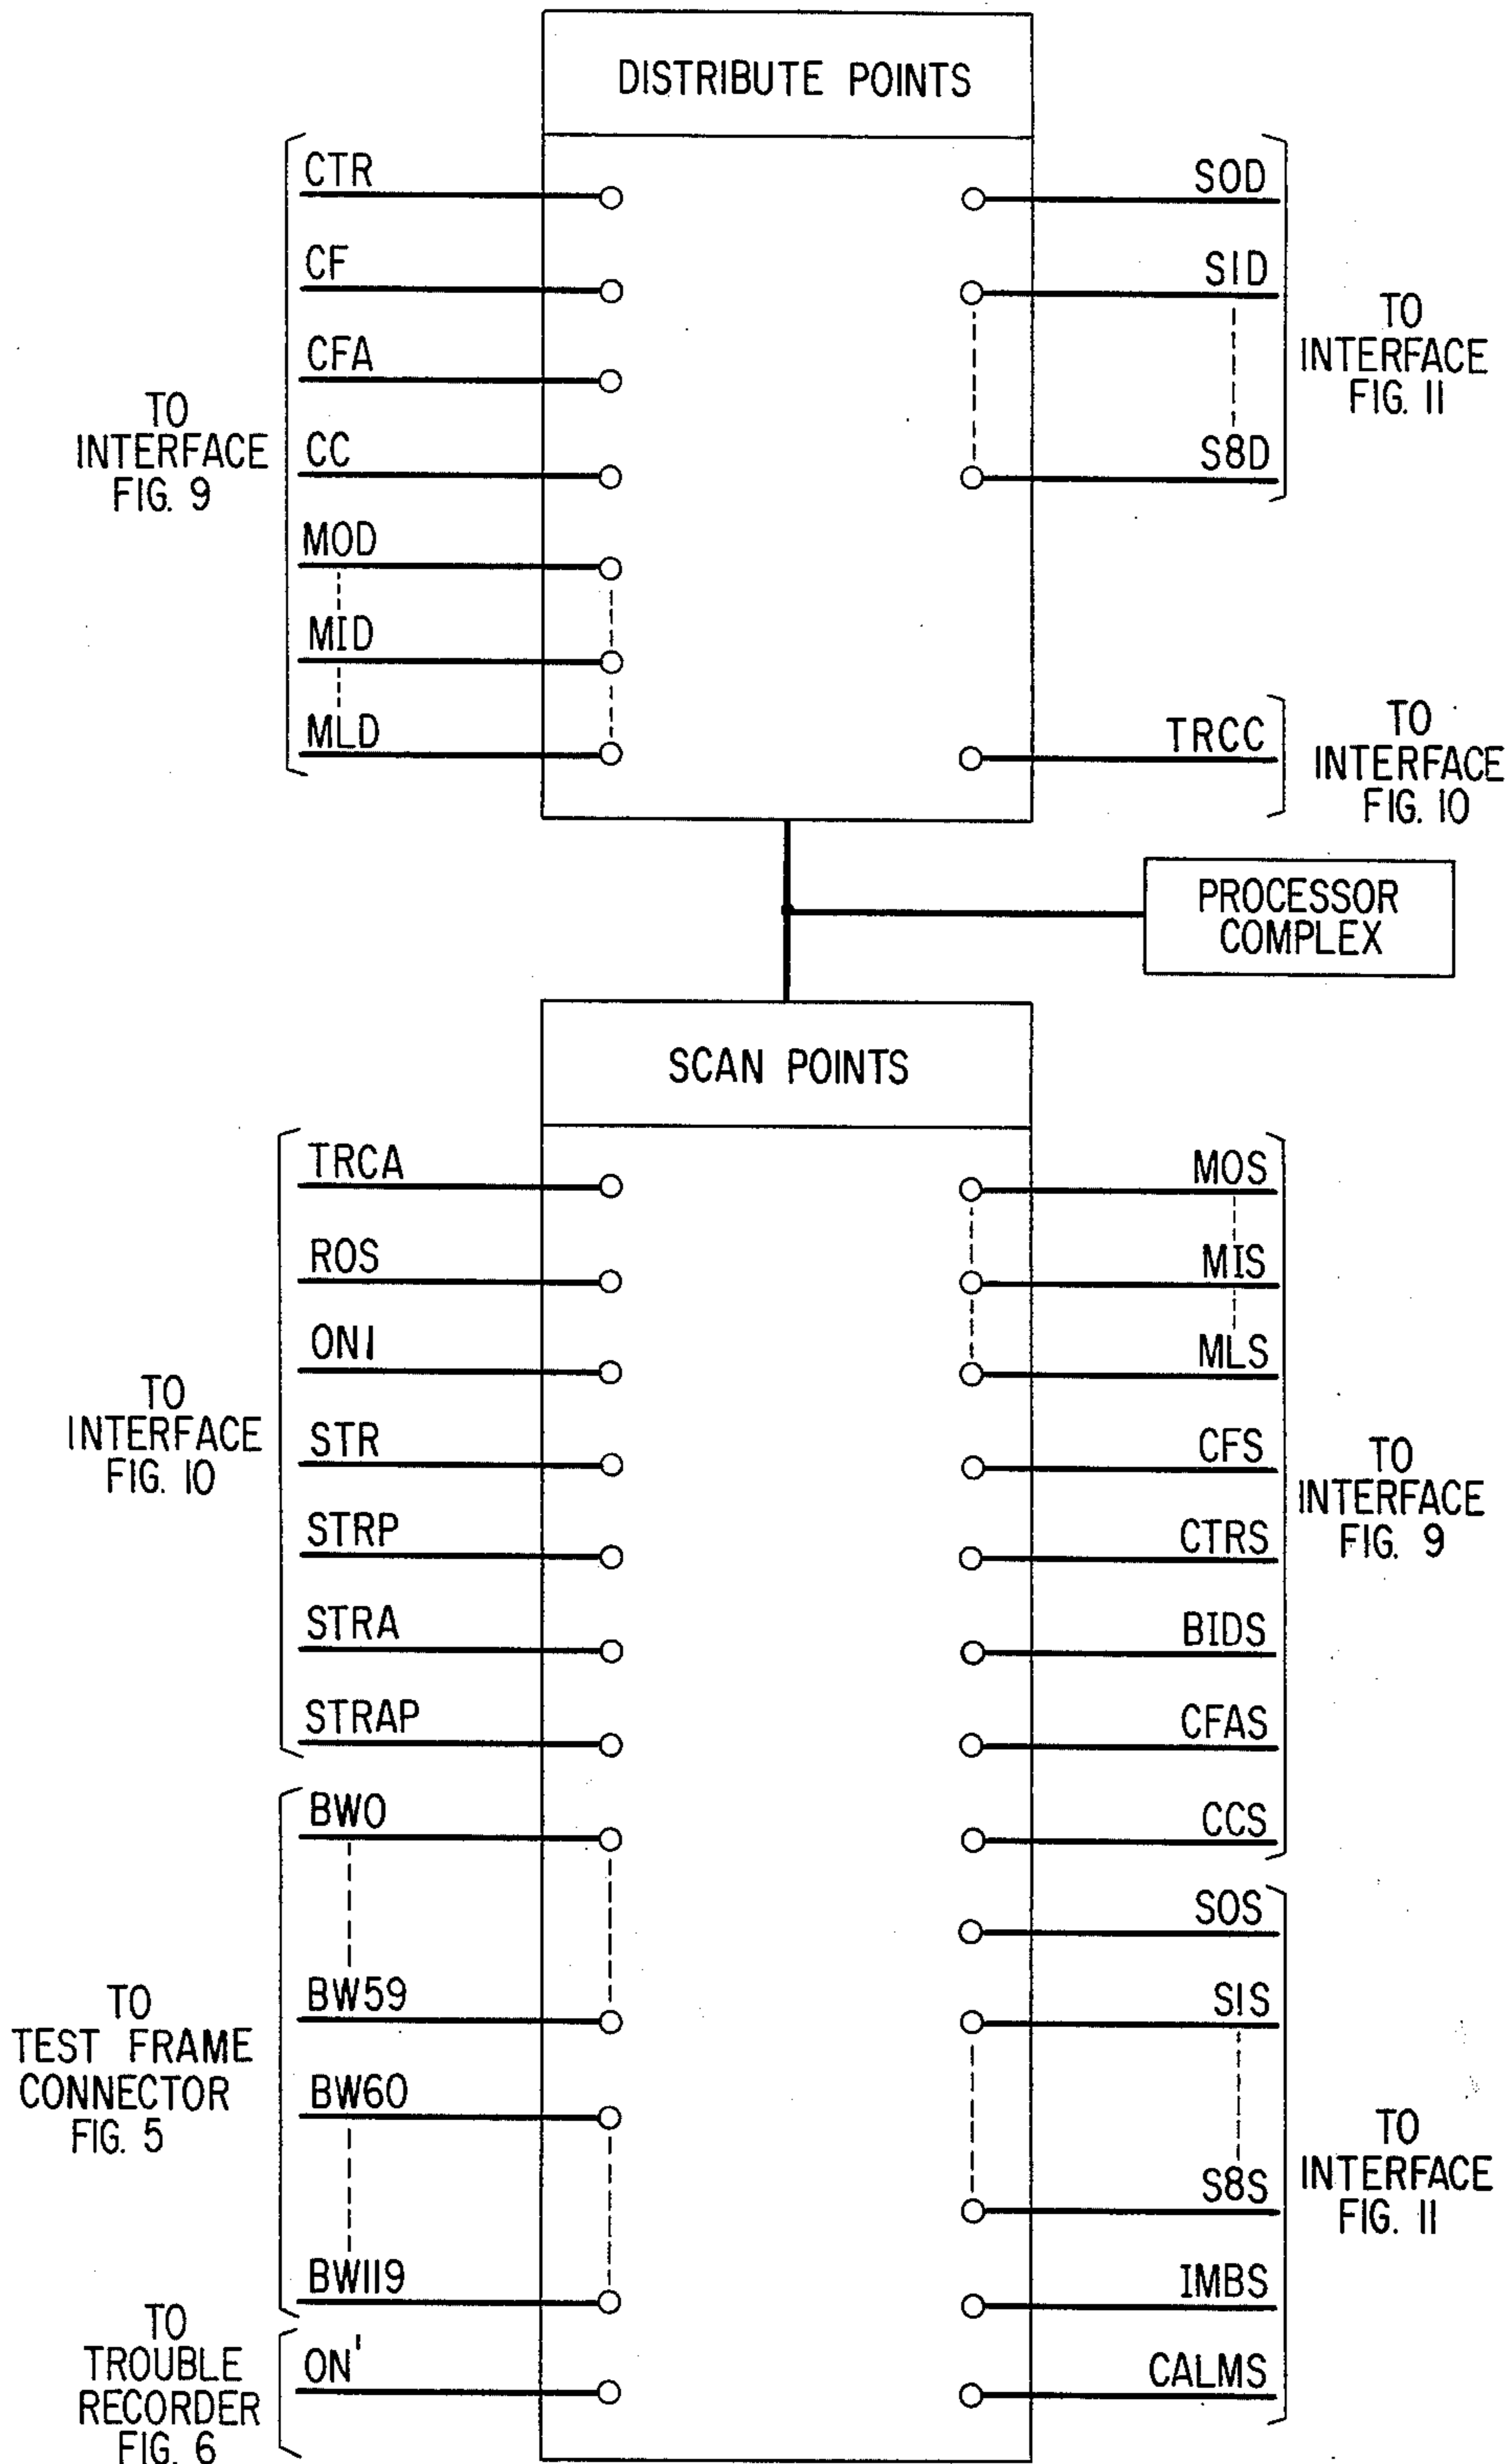 DISTRIBUTE POINTS
CTR
CF
CFA
CC
MOD
MID
MLD
TO
INTERFACE
FIG. 9
SOD
SID
S8D
TO
INTERFACE
FIG. 11
TRCC
TO
INTERFACE
FIG. 10
PROCESSOR
COMPLEX
SCAN POINTS
TRCA
ROS
ON1
STR
STRP
STRA
STRAP
TO
INTERFACE
FIG. 10
BW0
BW59
BW60
BW119
TO
TEST FRAME
CONNECTOR
FIG. 5
ON'
TO
TROUBLE
RECORDER
FIG. 6
MOS
MIS
MLS
CFS
CTRS
BIDS
CFAS
CCS
TO
INTERFACE
FIG. 9
SOS
SIS
S8S
IMBS
CALMS
TO
INTERFACE
FIG. 11